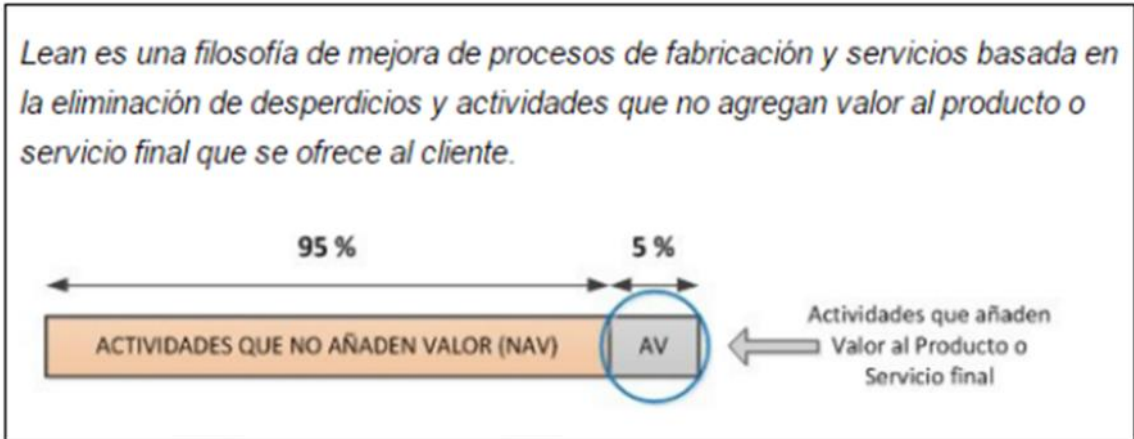 Lean es una filosofía de mejora de procesos de fabricación y servicios basada en
la eliminación de desperdicios y actividades que no agregan valor al producto o
servicio final que se ofrece al cliente.
95 %
5 %
ACTIVIDADES QUE NO AÑADEN VALOR (NAV)
AV
Actividades que añaden
Valor al Producto o
Servicio final